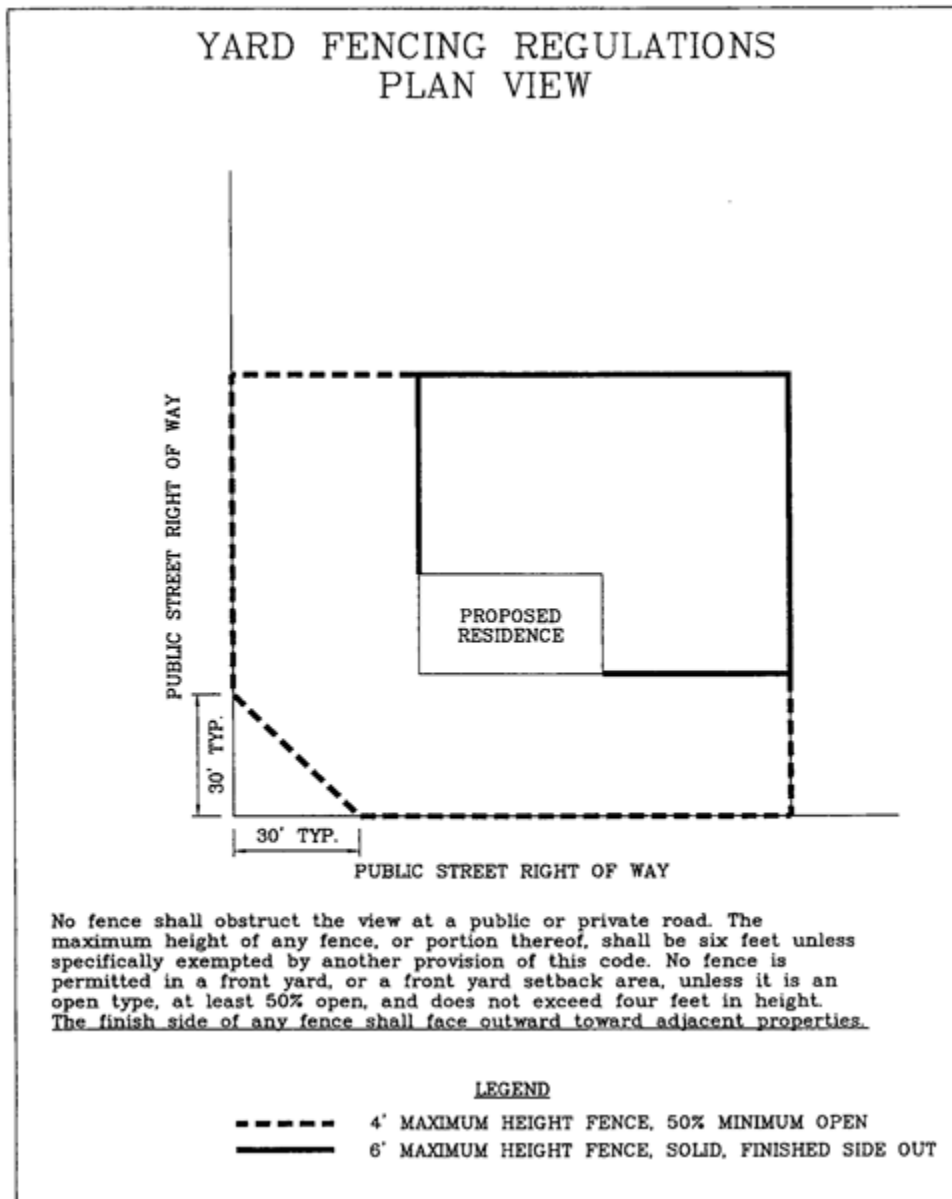 YARD FENCING REGULATIONS
PLAN VIEW
PUBLIC STREET RIGHT OF WAY
PROPOSED
RESIDENCE
30' TYP.
30' TYP.
PUBLIC STREET RIGHT OF WAY
No fence shall obstruct the view at a public or private road. The
maximum height of any fence, or portion thereof, shall be six feet unless
specifically exempted by another provision of this code. No fence is
permitted in a front yard, or a front yard setback area, unless it is an
open type, at least 50% open, and does not exceed four feet in height.
The finish side of any fence shall face outward toward adjacent properties.
LEGEND
4' MAXIMUM HEIGHT FENCE, 50% MINIMUM OPEN
6' MAXIMUM HEIGHT FENCE, SOLID, FINISHED SIDE OUT